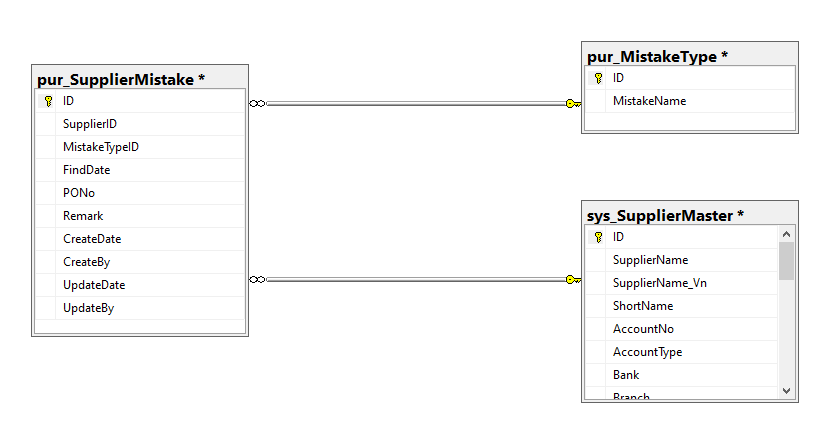 pur_SupplierMistake *
ID
SupplierID
MistakeTypeID
FindDate
PONo
Remark
CreateDate
CreateBy
UpdateDate
UpdateBy
pur_MistakeType *
ID
MistakeName
sys_SupplierMaster *
ID
SupplierName
SupplierName_Vn
ShortName
AccountNo
AccountType
Bank
Branch